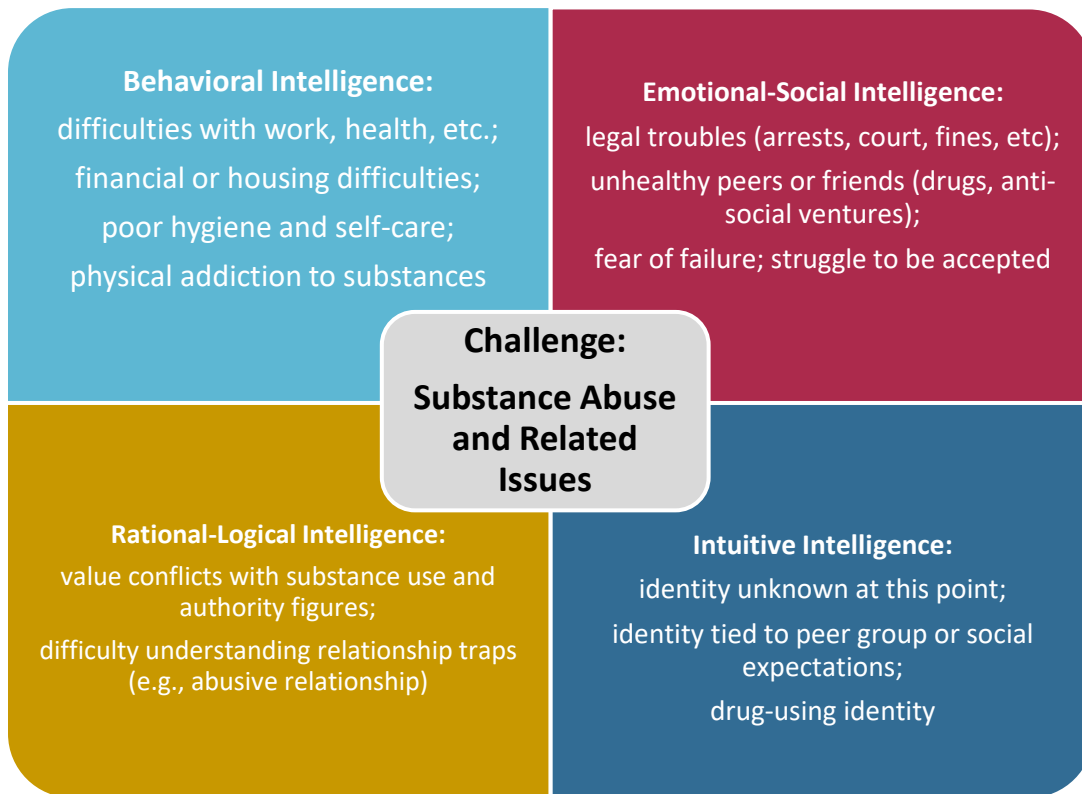 Behavioral Intelligence:
difficulties with work, health, etc.;
financial or housing difficulties;
poor hygiene and self-care;
physical addiction to substances
Emotional-Social Intelligence:
legal troubles (arrests, court, fines, etc);
unhealthy peers or friends (drugs, anti-
social ventures);
fear of failure; struggle to be accepted
Challenge:
Substance Abuse
and Related
Issues
Rational-Logical Intelligence:
value conflicts with substance use and
authority figures;
difficulty understanding relationship traps
(e.g., abusive relationship)
Intuitive Intelligence:
identity unknown at this point;
identity tied to peer group or social
expectations;
drug-using identity